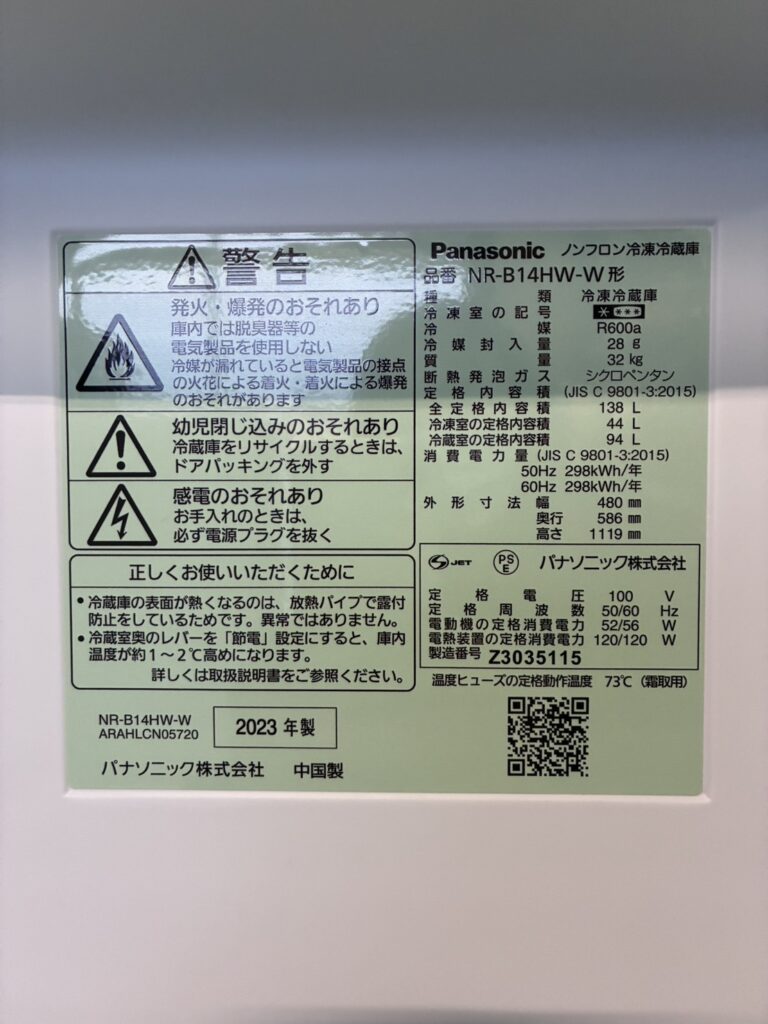 警告
発火・爆発のおそれあり
庫内では脱臭器等の
電気製品を使用しない
冷媒が漏れていると電気製品の接点
の火花による着火・着火による爆発
のおそれがあります
幼児閉じ込みのおそれあり
冷蔵庫をリサイクルするときは、
ドアパッキングを外す
感電のおそれあり
お手入れのときは、
必ず電源プラグを抜く
正しくお使いいただくために
•冷蔵庫の表面が熱くなるのは、放熱パイプで露付
防止をしているためです。異常ではありません。
•冷蔵室奥のレバーを「節電」設定にすると、庫内
温度が約1~2℃高めになります。
詳しくは取扱説明書をご参照ください。
NR-B14HW-W
ARAHLCN05720
2023 年製
パナソニック株式会社 中国製
Panasonic ノンフロン冷凍冷蔵庫
品番 NR-B14HW-W形
種類 冷凍冷蔵庫
冷凍室の記号 * ***
冷媒 R600a
冷媒封入量 28 g
質量 32 kg
断熱発泡ガス シクロペンタン
定格内容積 (JIS C 9801-3:2015)
全定格内容積 138 L
冷凍室の定格内容積 44 L
冷蔵室の定格内容積 94 L
消費電力量 (JIS C 9801-3:2015)
50Hz 298kWh/年
60Hz 298kWh/年
外形寸法 幅 480 ㎜
奥行 586 ㎜
高さ 1119 ㎜
S JET PS E パナソニック株式会社
定格電圧 100 V
定格周波数 50/60 Hz
電動機の定格消費電力 52/56 W
電熱装置の定格消費電力 120/120 W
製造番号 Z3035115
温度ヒューズの定格動作温度 73℃(霜取用)